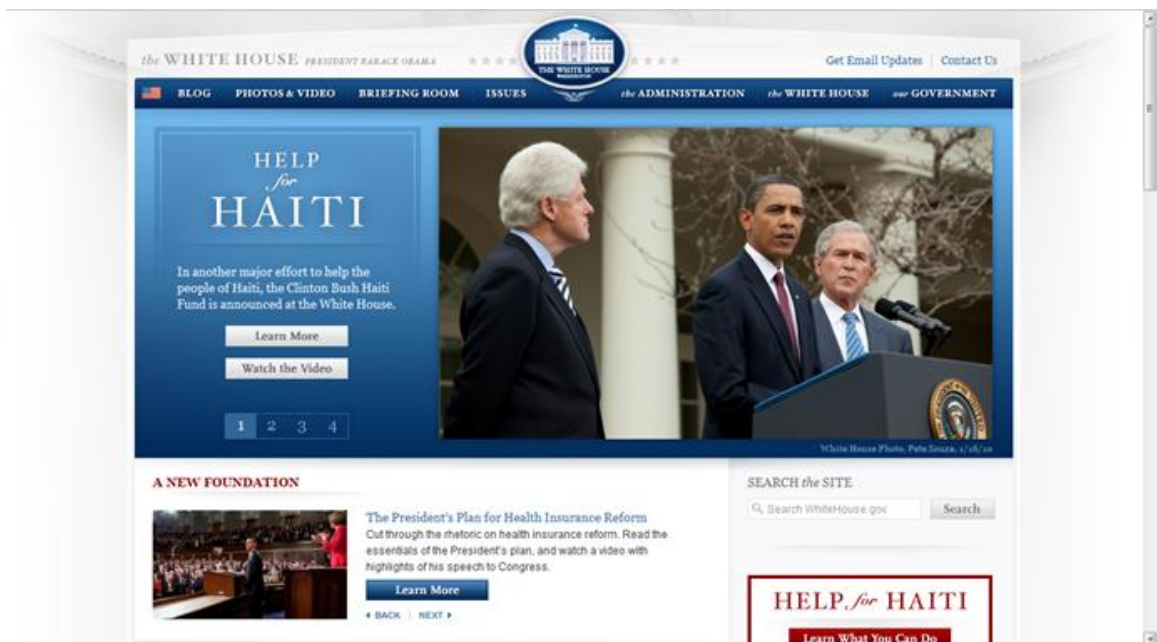 the WHITE HOUSE PRESIDENT BARACK OBAMA
THE WHITE HOUSE
WASHINGTON
Get Email Updates | Contact Us
BLOG PHOTOS & VIDEO BRIEFING ROOM ISSUES the ADMINISTRATION the WHITE HOUSE our GOVERNMENT
HELP
for
HAITI
In another major effort to help the
people of Haiti, the Clinton Bush Haiti
Fund is announced at the White House.
Learn More
Watch the Video
1 2 3 4
White House Photo, Pete Souza, 1/16/10
A NEW FOUNDATION
The President's Plan for Health Insurance Reform
Cut through the rhetoric on health insurance reform. Read the
essentials of the President's plan, and watch a video with
highlights of his speech to Congress.
Learn More
BACK | NEXT
SEARCH the SITE
Search WhiteHouse.gov Search
HELP for HAITI
Learn What You Can Do